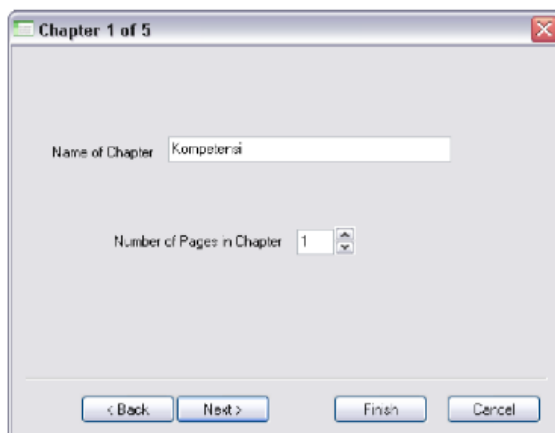 Chapter 1 of 5
Name of Chapter Kompetensi
Number of Pages in Chapter 1
< Back Next > Finish Cancel